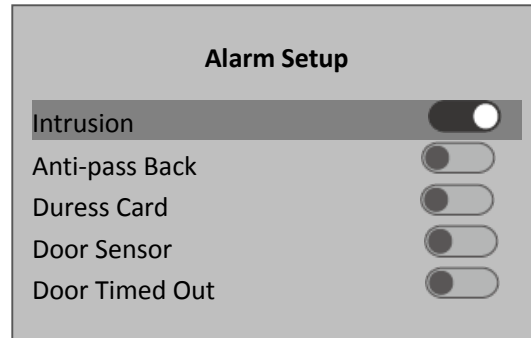 Alarm Setup
Intrusion
Anti-pass Back
Duress Card
Door Sensor
Door Timed Out